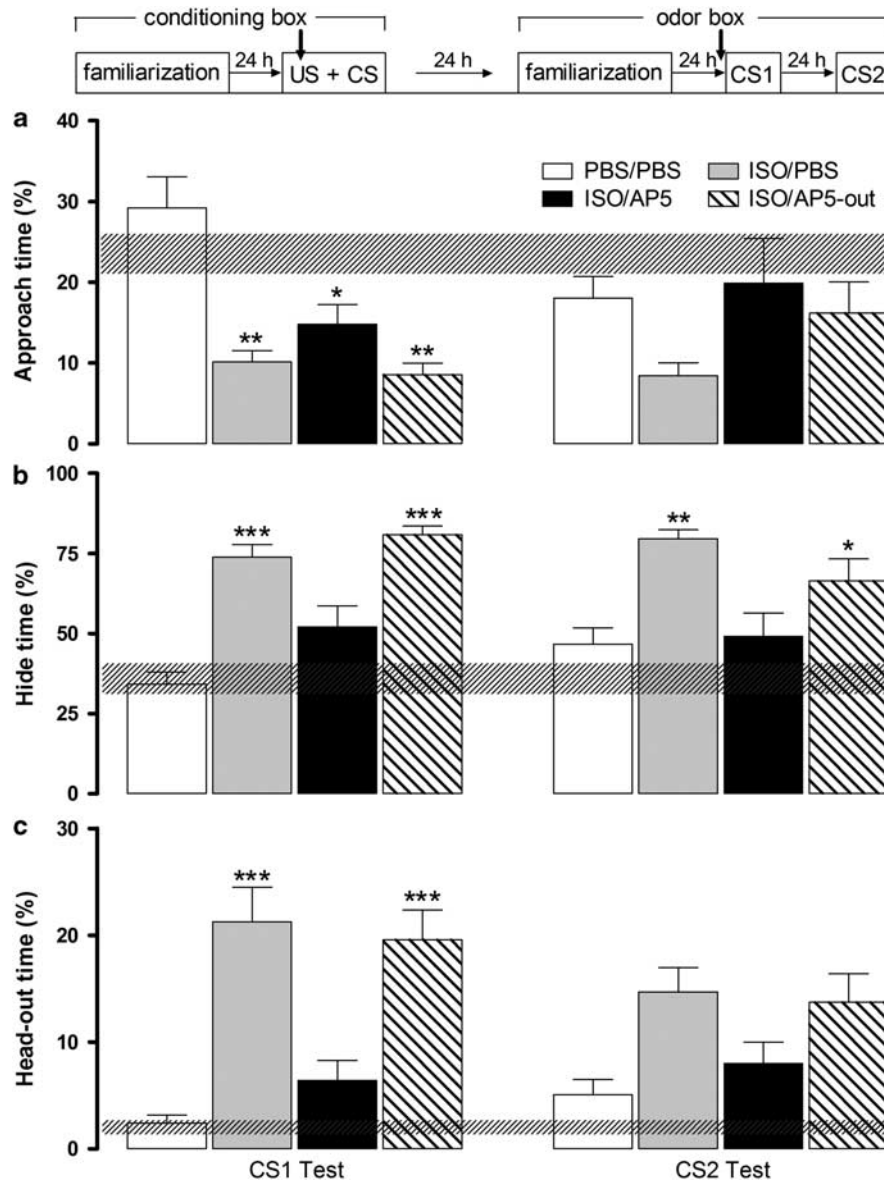 conditioning box
odor box
familiarization
24 h
US + CS
24 h
familiarization
24 h
CS1
24 h
CS2
a
Approach time (%)
40
30
20
10
0
PBS/PBS
ISO/PBS
ISO/AP5
ISO/AP5-out
**
*
**
b
Hide time (%)
100
75
50
25
0
***
***
**
*
c
Head-out time (%)
30
20
10
0
***
***
CS1 Test
CS2 Test